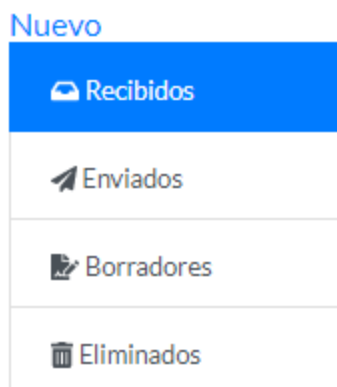 Nuevo
Recibidos
Enviados
Borradores
Eliminados